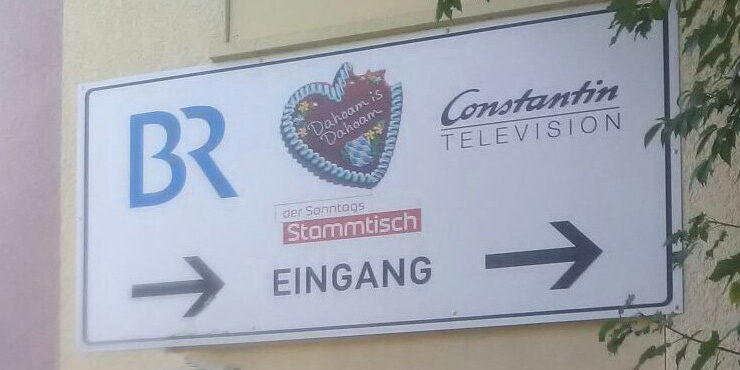 BR
Dahoam is
Dahoam
Constantin
TELEVISION
der Sonntags
Stammtisch
EINGANG